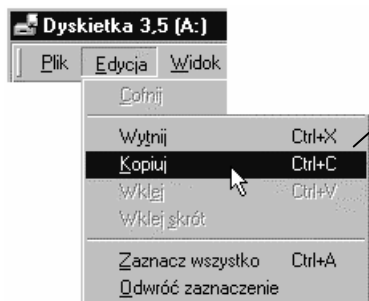 Dyskietka 3,5 (A:)
Plik Edycja Widok
Cofnij
Wytnij Ctrl+X
Kopiuj Ctrl+C
Wklej Ctrl+V
Wklej skrót
Zaznacz wszystko Ctrl+A
Odwróć zaznaczenie